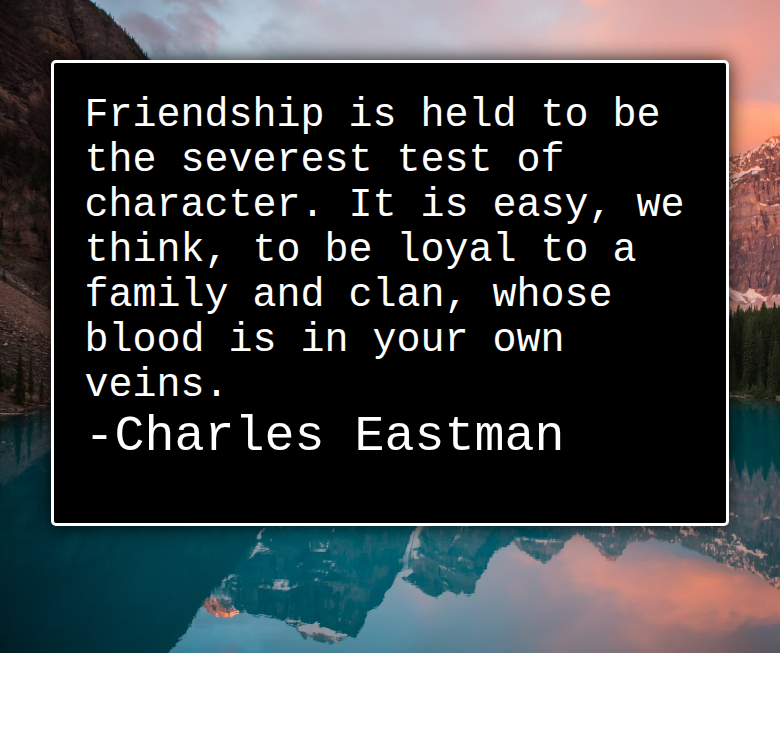 Friendship is held to be
the severest test of
character. It is easy, we
think, to be loyal to a
family and clan, whose
blood is in your own
veins.
-Charles Eastman